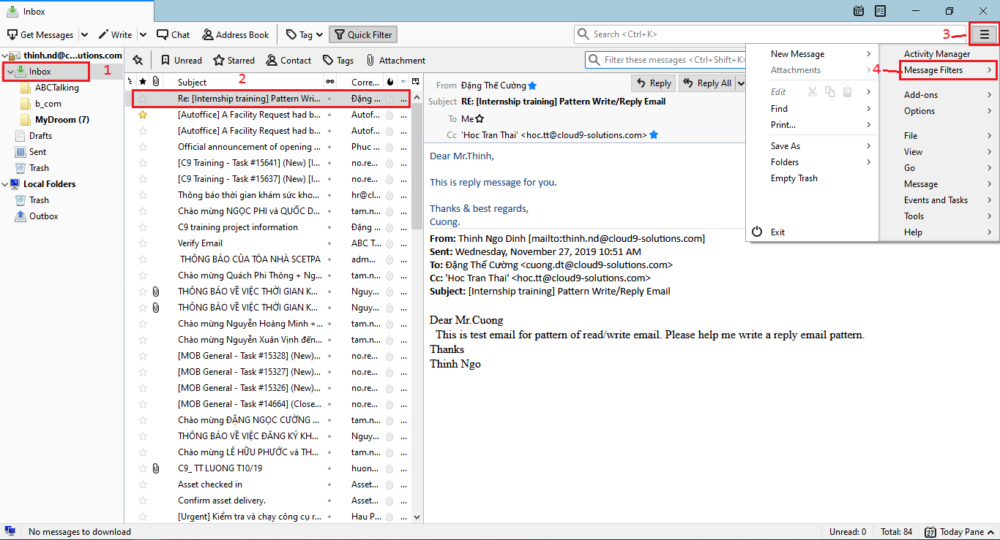 Inbox
Get Messages
Write
Chat
Address Book
Tag
Quick Filter
Search <Ctrl+K>
3
thinh.nd@c...utions.com
Inbox
1
ABCTalking
b_com
MyDroom (7)
Drafts
Sent
Trash
Local Folders
Trash
Outbox
Unread
Starred
Contact
Tags
Attachment
Filter these messages <Ctrl+Shift+K>
Subject
2
Corre...
Re: [Internship training] Pattern Wri... Đặng ... ...
[Autoffice] A Facility Request had b... Autof... ...
[Autoffice] A Facility Request had b... Autof... ...
Official announcement of opening ... Phuc ... ...
[C9 Training - Task #15641] (New) [I... no.re... ...
[C9 Training - Task #15637] (New) [I... no.re... ...
Thông báo thời gian khám sức kho... hr@cl... ...
Chào mừng NGỌC PHI và QUỐC D... tam.n... ...
C9 training project information Đặng ... ...
Verify Email ABC T... ...
THÔNG BÁO CỦA TÒA NHÀ SCETPA adm... ...
Chào mừng Quách Phi Thông + Ng... tam.n... ...
THÔNG BÁO VỀ VIỆC THỜI GIAN K... Nguy... ...
THÔNG BÁO VỀ VIỆC THỜI GIAN K... Nguy... ...
Chào mừng Nguyễn Hoàng Minh +... tam.n... ...
Chào mừng Nguyễn Xuân Vịnh đến... tam.n... ...
[MOB General - Task #15328] (New)... no.re... ...
[MOB General - Task #15327] (New)... no.re... ...
[MOB General - Task #15326] (New)... no.re... ...
[MOB General - Task #14664] (Close... no.re... ...
Chào mừng ĐẶNG NGỌC CƯỜNG ... tam.n... ...
THÔNG BÁO VỀ VIỆC ĐĂNG KÝ KH... Nguy... ...
Chào mừng LÊ HỮU PHƯỚC và TH... tam.n... ...
C9_ TT LUONG T10/19 huon... ...
Asset checked in Asset... ...
Confirm asset delivery. Asset... ...
[Urgent] Kiểm tra và chạy công cụ r... Hau P... ...
From Đặng Thế Cường
Reply
Reply All
Subject RE: [Internship training] Pattern Write/Reply Email
To Me
Cc 'Hoc Tran Thai' <hoc.tt@cloud9-solutions.com>
Dear Mr.Thinh,
This is reply message for you.
Thanks & best regards,
Cuong.
From: Thinh Ngo Dinh [mailto:thinh.nd@cloud9-solutions.com]
Sent: Wednesday, November 27, 2019 10:51 AM
To: Đặng Thế Cường <cuong.dt@cloud9-solutions.com>
Cc: 'Hoc Tran Thai' <hoc.tt@cloud9-solutions.com>
Subject: [Internship training] Pattern Write/Reply Email
Dear Mr.Cuong
This is test email for pattern of read/write email. Please help me write a reply email pattern.
Thanks
Thinh Ngo
New Message
Attachments
Edit
Find
Print...
Save As
Folders
Empty Trash
Exit
Activity Manager
4
Message Filters
Add-ons
Options
File
View
Go
Message
Events and Tasks
Tools
Help
No messages to download
Unread: 0
Total: 84
27
Today Pane